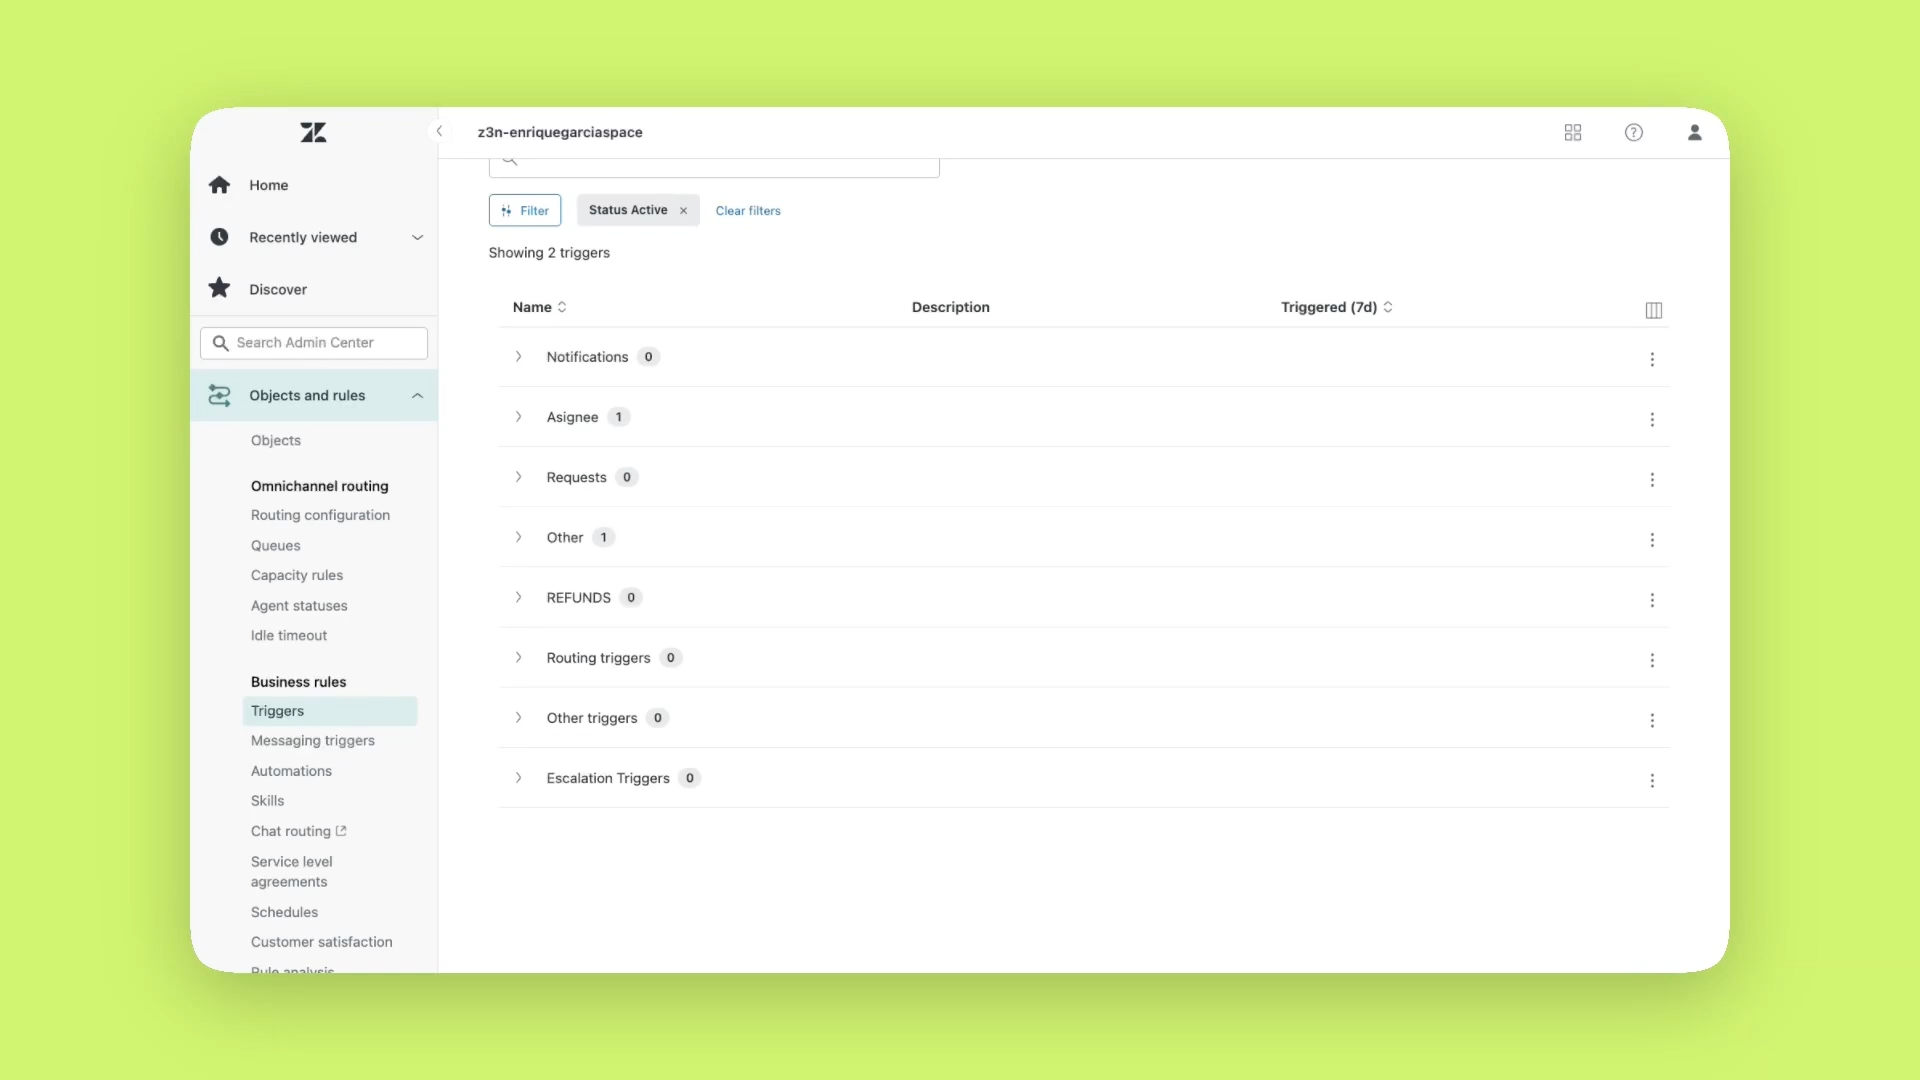 z3n-enriquegarciaspace
Home
Recently viewed
Discover
Search Admin Center
Objects and rules
Objects
Omnichannel routing
Routing configuration
Queues
Capacity rules
Agent statuses
Idle timeout
Business rules
Triggers
Messaging triggers
Automations
Skills
Chat routing
Service level
agreements
Schedules
Customer satisfaction
Rule analysis
Filter
Status Active
Clear filters
Showing 2 triggers
Name Description Triggered (7d)
Notifications 0
Asignee 1
Requests 0
Other 1
REFUNDS 0
Routing triggers 0
Other triggers 0
Escalation Triggers 0